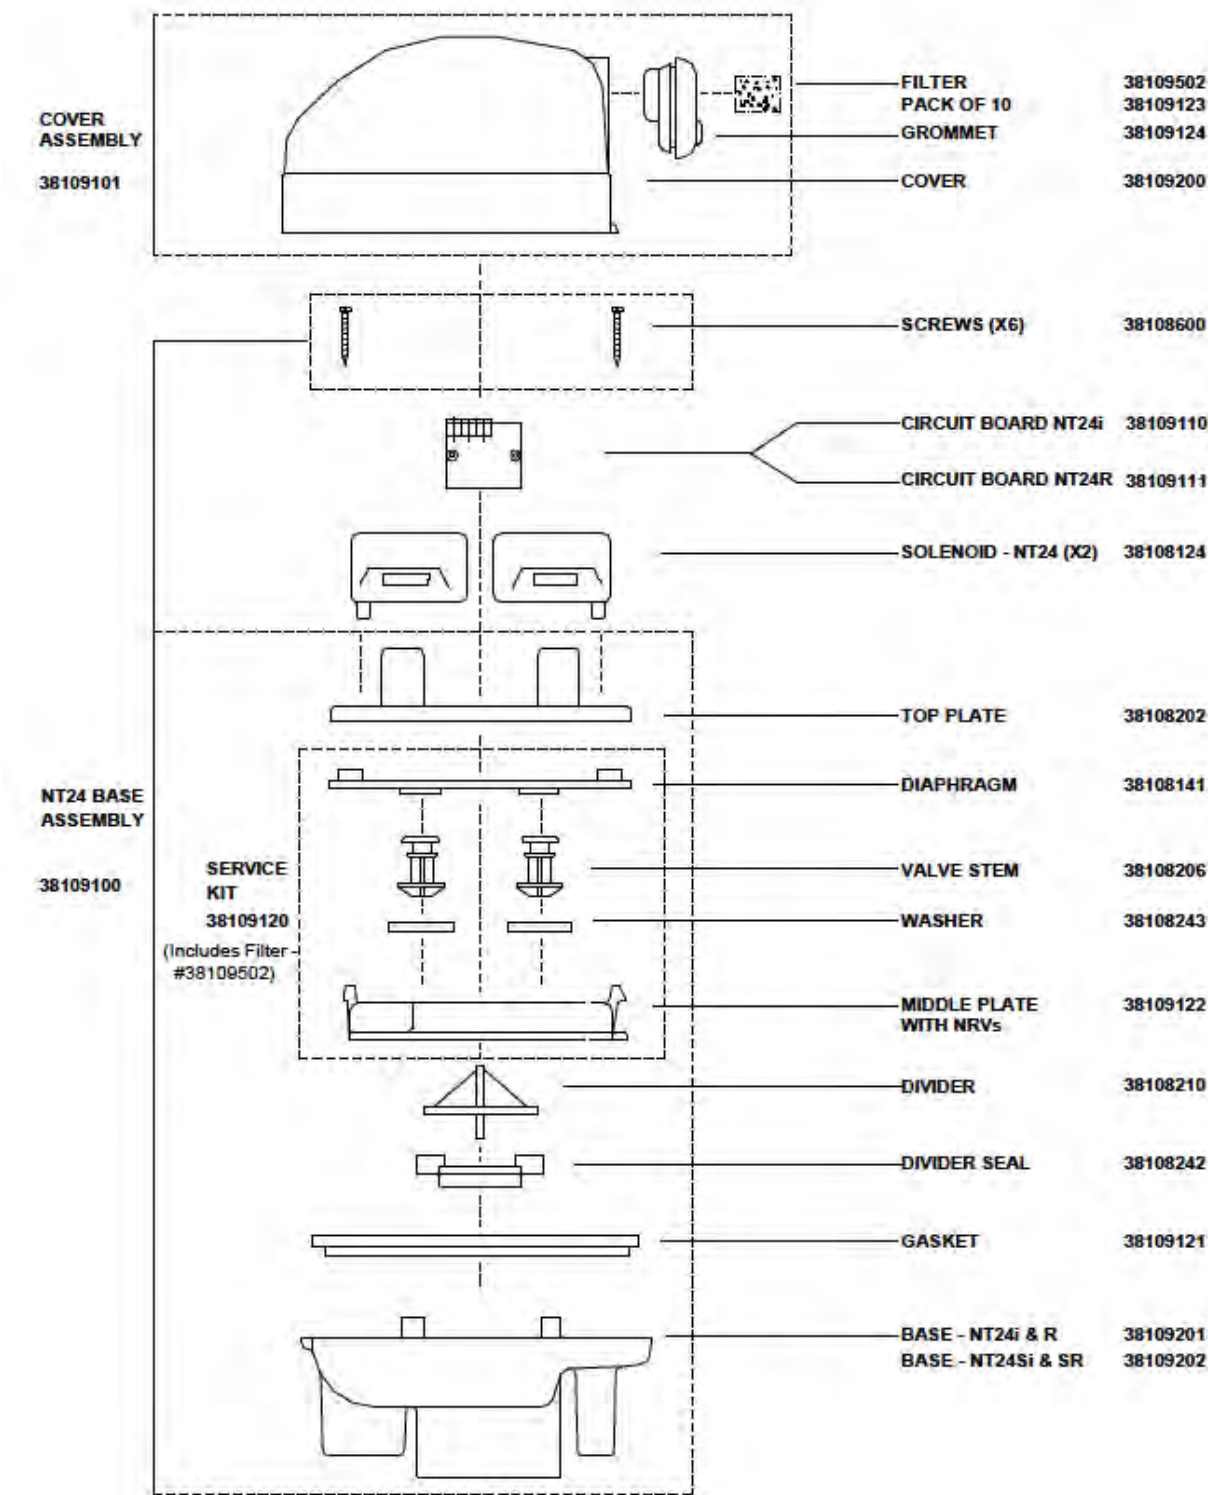 FILTER 38109502
PACK OF 10 38109123
GROMMET 38109124
COVER 38109200
COVER
ASSEMBLY
38109101
SCREWS (X6) 38108600
CIRCUIT BOARD NT24i 38109110
CIRCUIT BOARD NT24R 38109111
SOLENOID - NT24 (X2) 38108124
TOP PLATE 38108202
DIAPHRAGM 38108141
NT24 BASE
ASSEMBLY
38109100
SERVICE
KIT
38109120
(Includes Filter -
#38109502)
VALVE STEM 38108206
WASHER 38108243
MIDDLE PLATE 38109122
WITH NRVs
DIVIDER 38108210
DIVIDER SEAL 38108242
GASKET 38109121
BASE - NT24i & R 38109201
BASE - NT24Si & SR 38109202